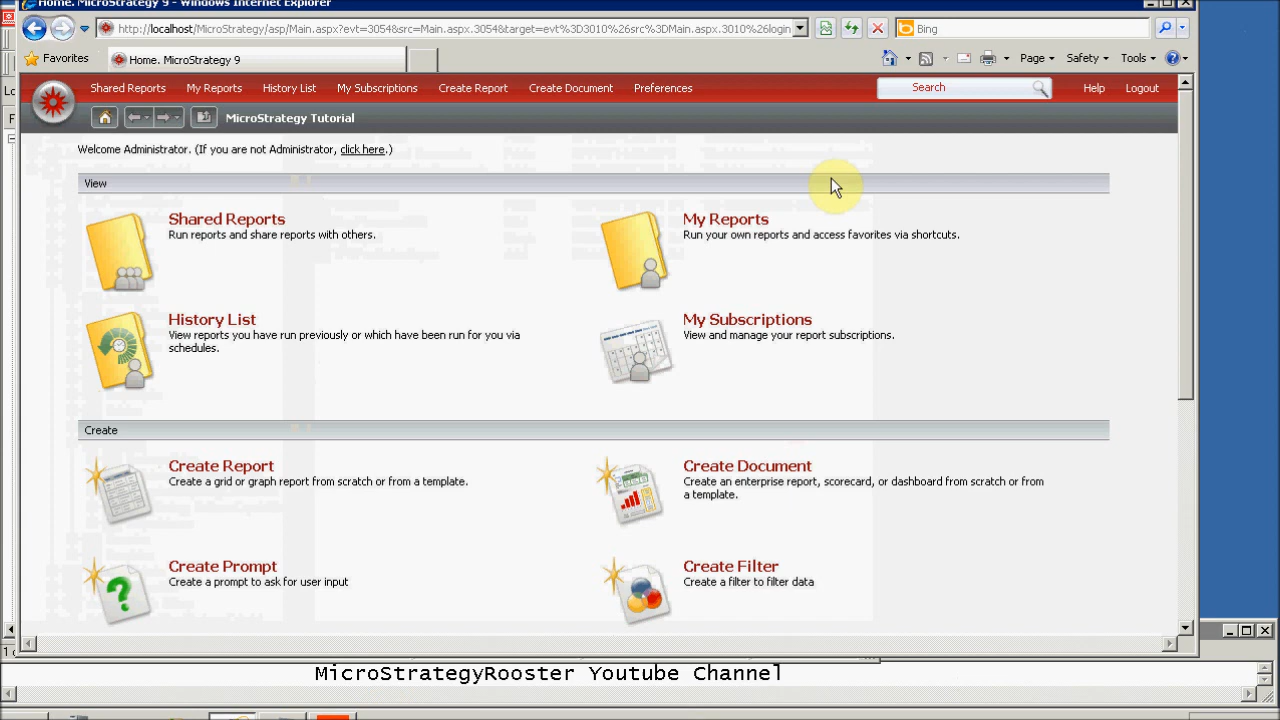 Home. MicroStrategy 9 - Windows Internet Explorer
http://localhost/MicroStrategy/asp/Main.aspx?evt=3054&src=Main.aspx.3054&target=evt%3D3010%26src%3DMain.aspx.3010%26login
Bing
Favorites
Home. MicroStrategy 9
Page
Safety
Tools
Shared Reports
My Reports
History List
My Subscriptions
Create Report
Create Document
Preferences
Search
Help
Logout
MicroStrategy Tutorial
Welcome Administrator. (If you are not Administrator, click here.)
View
Shared Reports
Run reports and share reports with others.
My Reports
Run your own reports and access favorites via shortcuts.
History List
View reports you have run previously or which have been run for you via
schedules.
My Subscriptions
View and manage your report subscriptions.
Create
Create Report
Create a grid or graph report from scratch or from a template.
Create Document
Create an enterprise report, scorecard, or dashboard from scratch or from
a template.
Create Prompt
Create a prompt to ask for user input
Create Filter
Create a filter to filter data
MicroStrategyRooster Youtube Channel